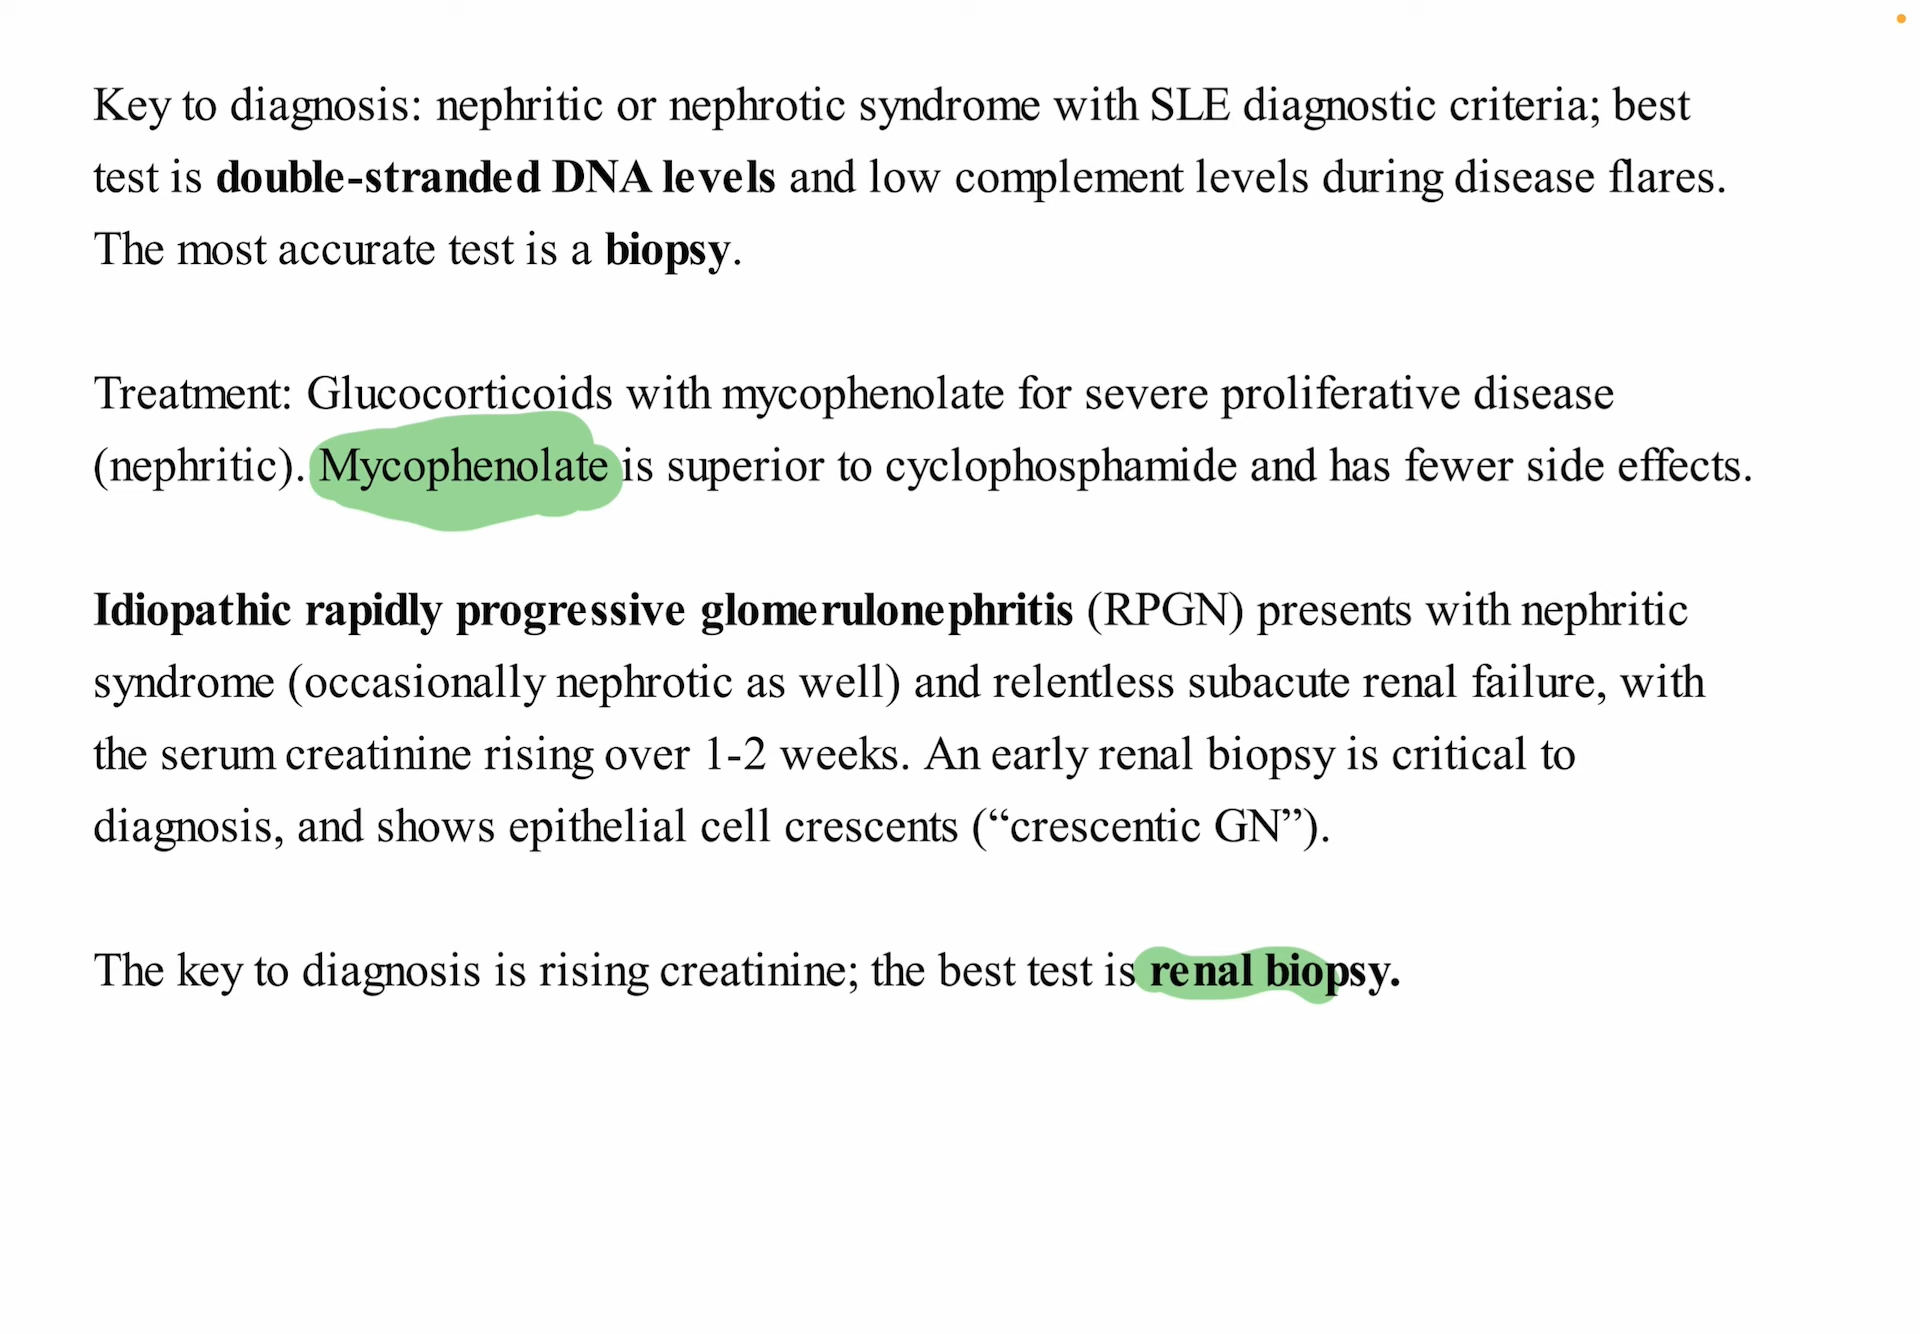 Key to diagnosis: nephritic or nephrotic syndrome with SLE diagnostic criteria; best
test is double-stranded DNA levels and low complement levels during disease flares.
The most accurate test is a biopsy.
Treatment: Glucocorticoids with mycophenolate for severe proliferative disease
(nephritic). Mycophenolate is superior to cyclophosphamide and has fewer side effects.
Idiopathic rapidly progressive glomerulonephritis (RPGN) presents with nephritic
syndrome (occasionally nephrotic as well) and relentless subacute renal failure, with
the serum creatinine rising over 1-2 weeks. An early renal biopsy is critical to
diagnosis, and shows epithelial cell crescents (“crescentic GN”).
The key to diagnosis is rising creatinine; the best test is renal biopsy.